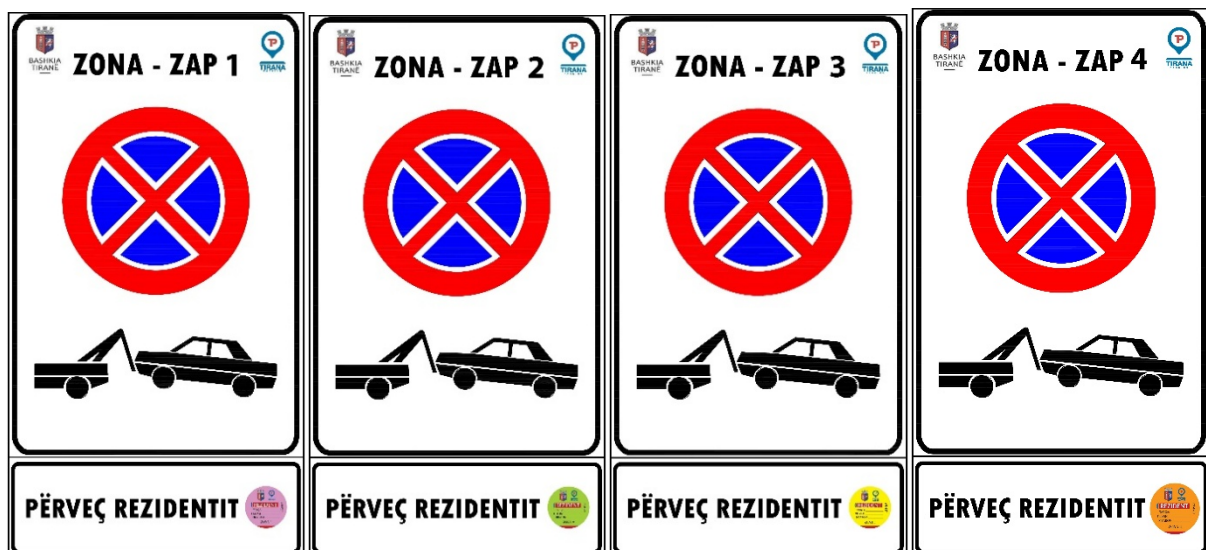 BASHKIA
TIRANË
ZONA - ZAP 1
TIRANA
PËRVEÇ REZIDENTIT
BASHKIA
TIRANË
ZONA - ZAP 2
TIRANA
PËRVEÇ REZIDENTIT
BASHKIA
TIRANË
ZONA - ZAP 3
TIRANA
PËRVEÇ REZIDENTIT
BASHKIA
TIRANË
ZONA - ZAP 4
TIRANA
PËRVEÇ REZIDENTIT
REZIDENT